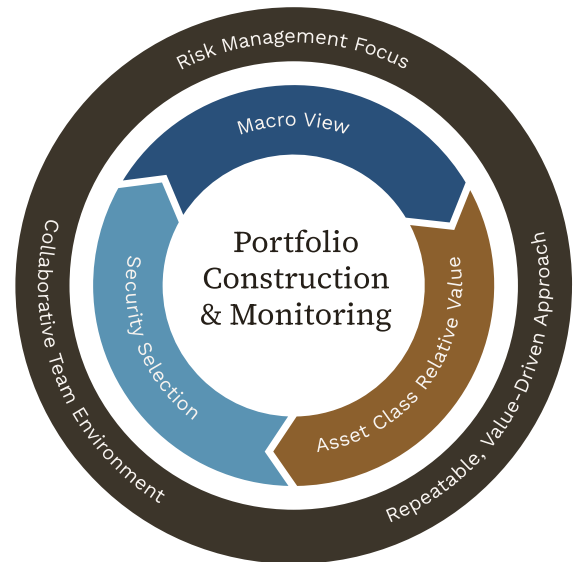 Risk Management Focus
Macro View
Portfolio
Construction
& Monitoring
Security Selection
Asset Class Relative Value
Collaborative Team Environment
Repeatable, Value-Driven Approach